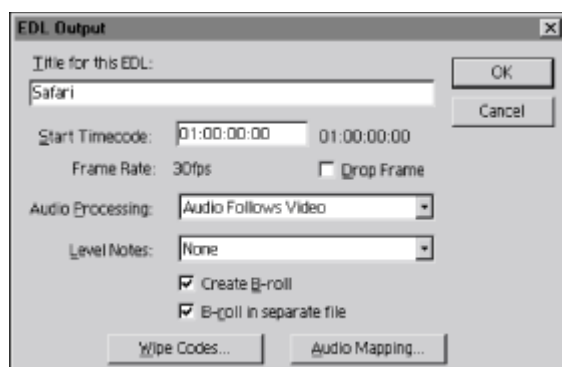 EDL Output
Title for this EDL:
OK
Safari
Cancel
Start Timecode: 01:00:00:00 01:00:00:00
Frame Rate: 30fps Drop Frame
Audio Processing: Audio Follows Video
Level Notes: None
Create B-roll
B-roll in separate file
Wipe Codes... Audio Mapping...